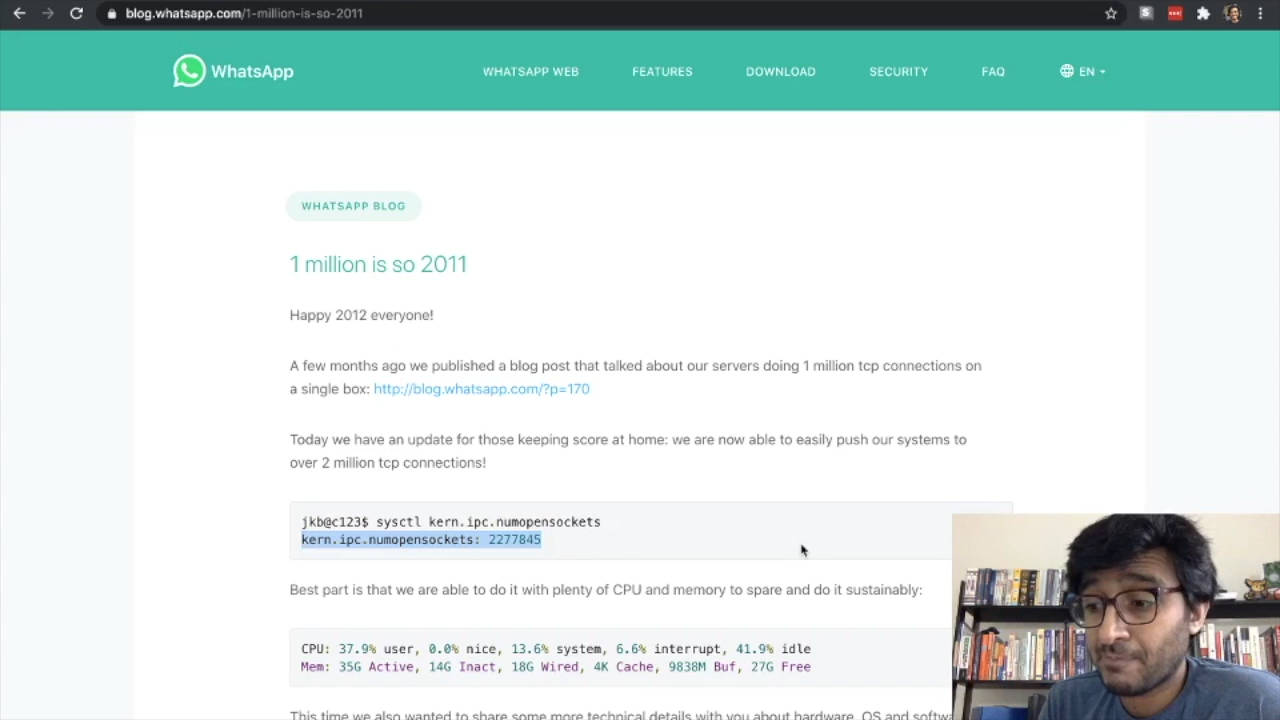 blog.whatsapp.com/1-million-is-so-2011
WhatsApp
WHATSAPP WEB
FEATURES
DOWNLOAD
SECURITY
FAQ
EN
WHATSAPP BLOG
1 million is so 2011
Happy 2012 everyone!
A few months ago we published a blog post that talked about our servers doing 1 million tcp connections on
a single box: http://blog.whatsapp.com/?p=170
Today we have an update for those keeping score at home: we are now able to easily push our systems to
over 2 million tcp connections!
jkb@c123$ sysctl kern.ipc.numopensockets
kern.ipc.numopensockets: 2277845
Best part is that we are able to do it with plenty of CPU and memory to spare and do it sustainably:
CPU: 37.9% user, 0.0% nice, 13.6% system, 6.6% interrupt, 41.9% idle
Mem: 35G Active, 14G Inact, 18G Wired, 4K Cache, 9838M Buf, 27G Free
This time we also wanted to share some more technical details with you about hardware, OS and softwa